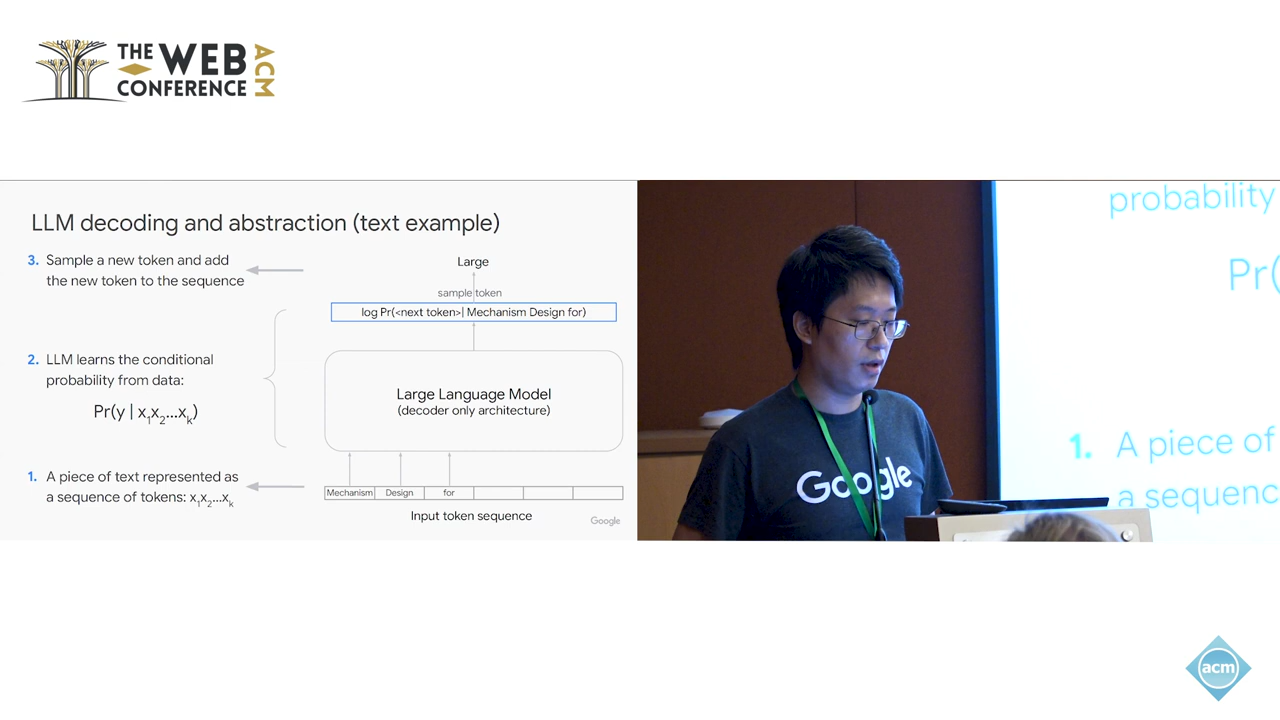 THE WEB
CONFERENCE
ACM
LLM decoding and abstraction (text example)
3. Sample a new token and add
the new token to the sequence
Large
sample token
log Pr(<next token>| Mechanism Design for)
2. LLM learns the conditional
probability from data:
Pr(y | x₁x₂...xₖ)
Large Language Model
(decoder only architecture)
1. A piece of text represented as
a sequence of tokens: x₁x₂...xₖ
Mechanism Design for
Input token sequence
Google
Google
probability
Pr(
1. A piece of
a sequenc
acm